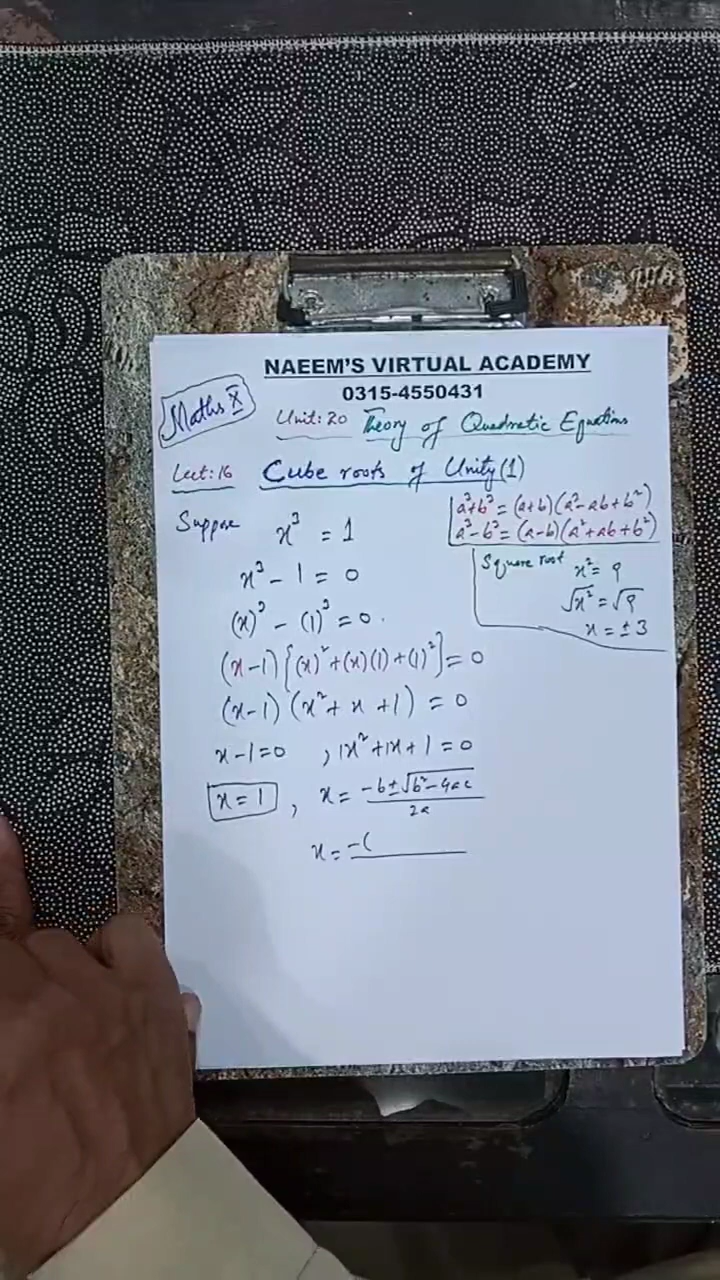 NAEEM'S VIRTUAL ACADEMY
0315-4550431
Maths X
Unit: 20 Theory of Quadratic Equations
Lect: 16 Cube roots of Unity (1)
a³+b³ = (a+b)(a²-ab+b²)
a³-b³ = (a-b)(a²+ab+b²)
Suppose x³ = 1
x³ - 1 = 0
(x)³ - (1)³ = 0.
(x-1)[(x)²+(x)(1)+(1)²] = 0
(x-1) (x²+ x +1) = 0
x-1=0 , 1x²+1x+1=0
x=1 , x = -b±√b²-4ac / 2a
x = -(
Square root x² = 9
√x² = √9
x = ±3